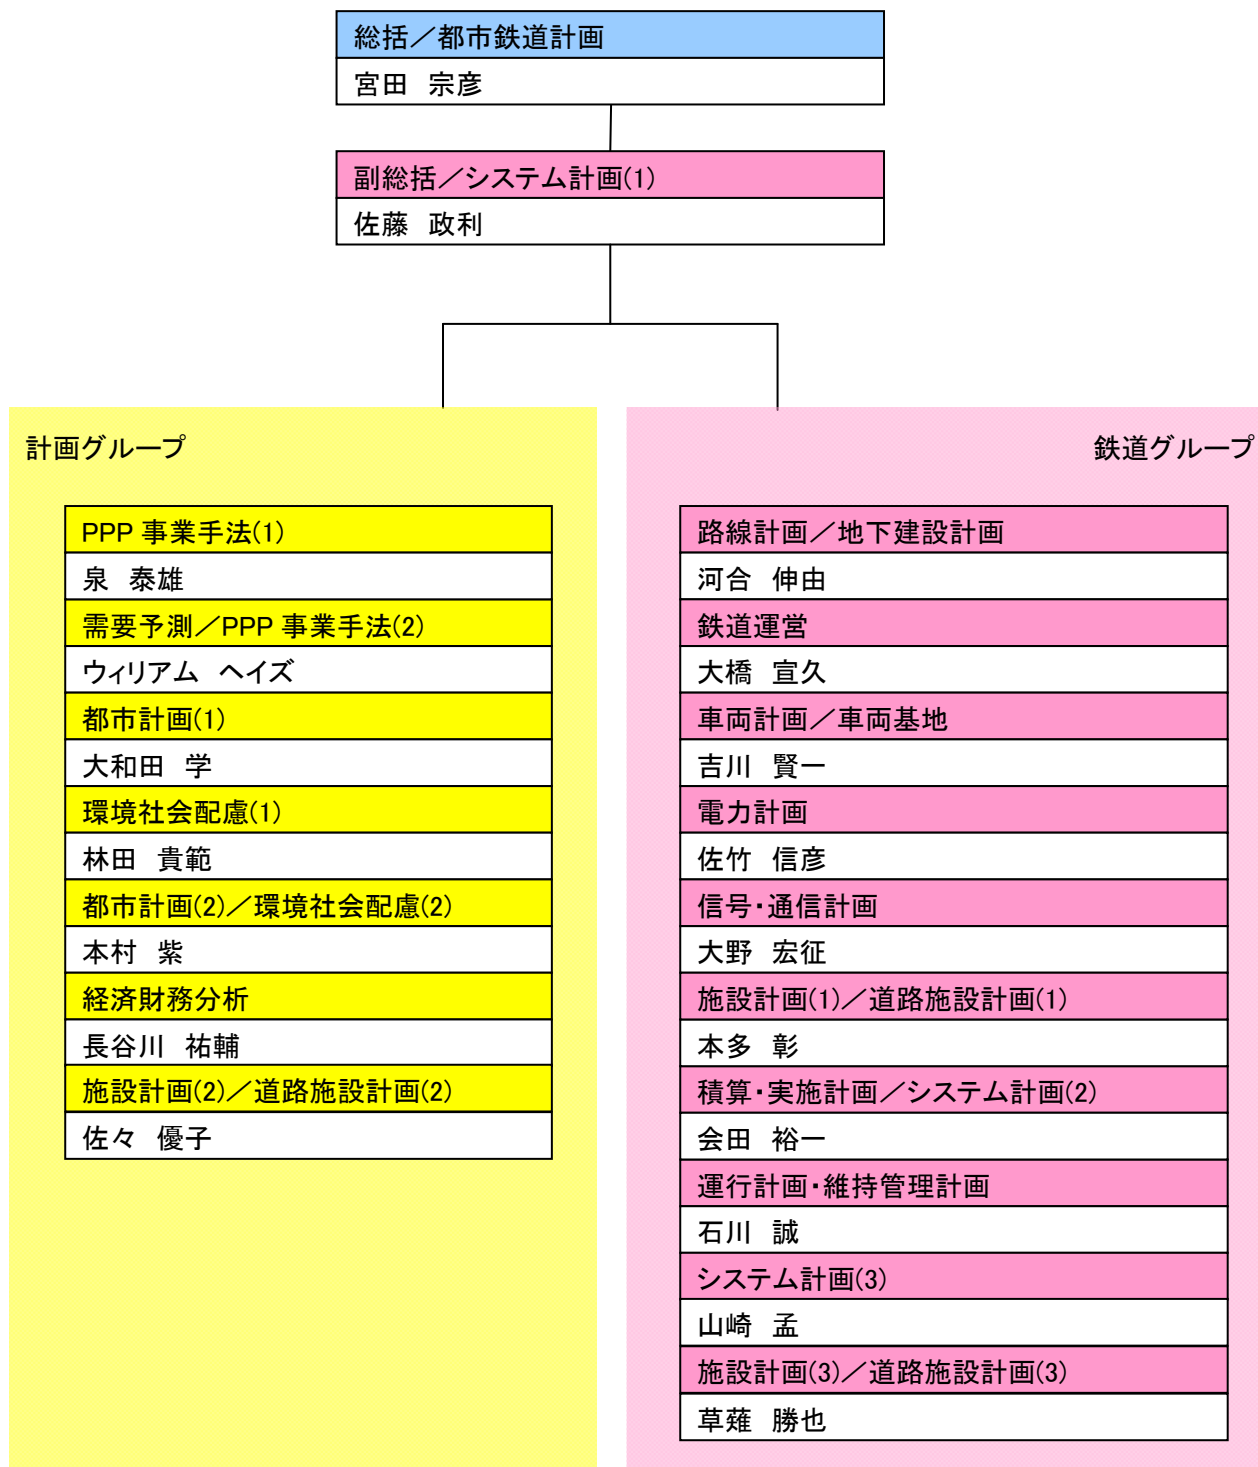 総括／都市鉄道計画
宮田　宗彦
副総括／システム計画(1)
佐藤　政利
計画グループ
PPP 事業手法(1)
泉　泰雄
需要予測／PPP 事業手法(2)
ウィリアム　ヘイズ
都市計画(1)
大和田　学
環境社会配慮(1)
林田　貴範
都市計画(2)／環境社会配慮(2)
本村　紫
経済財務分析
長谷川　祐輔
施設計画(2)／道路施設計画(2)
佐々　優子
鉄道グループ
路線計画／地下建設計画
河合　伸由
鉄道運営
大橋　宣久
車両計画／車両基地
吉川　賢一
電力計画
佐竹　信彦
信号・通信計画
大野　宏征
施設計画(1)／道路施設計画(1)
本多　彰
積算・実施計画／システム計画(2)
会田　裕一
運行計画・維持管理計画
石川　誠
システム計画(3)
山崎　孟
施設計画(3)／道路施設計画(3)
草薙　勝也